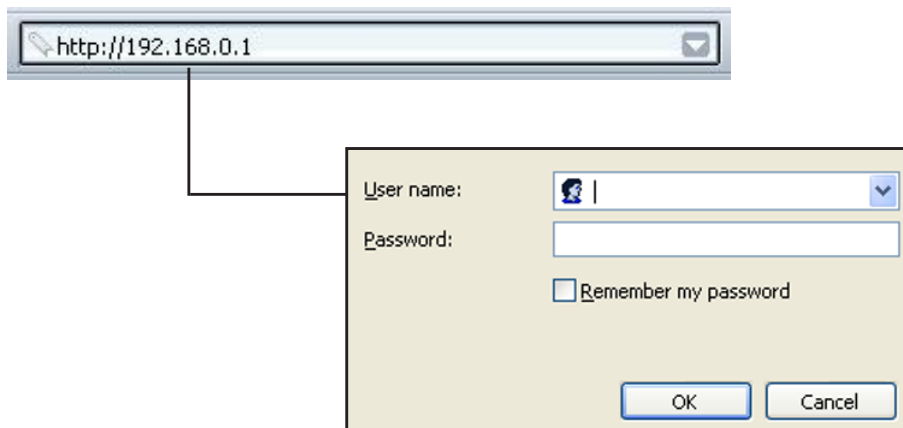 http://192.168.0.1
User name:
Password:
Remember my password
OK Cancel